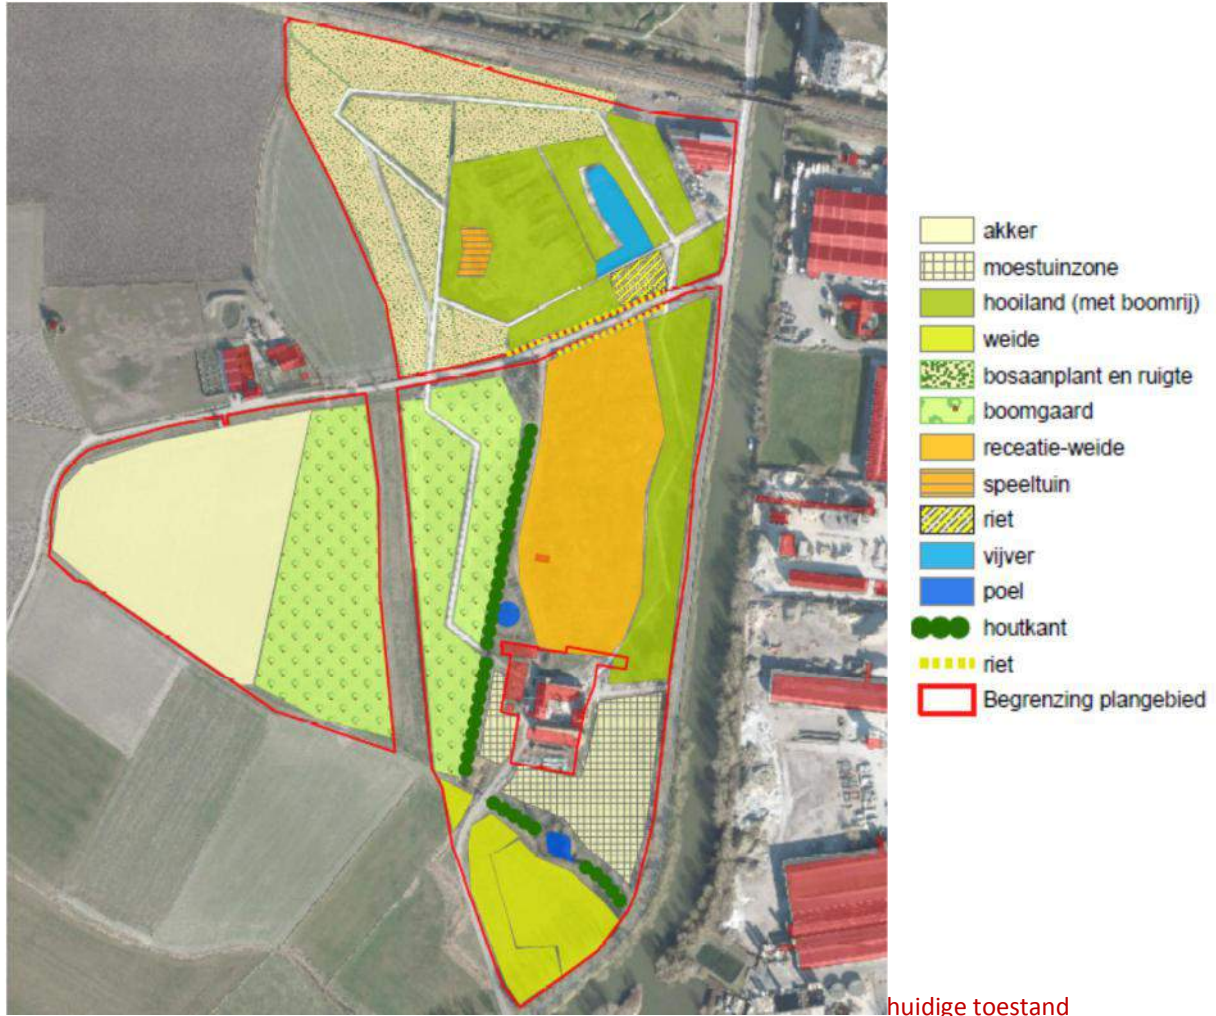 akker
moestuinzone
hooiland (met boomrij)
weide
bosaanplant en ruigte
boomgaard
receatie-weide
speeltuin
riet
vijver
poel
houtkant
riet
Begrenzing plangebied
huidige toestand